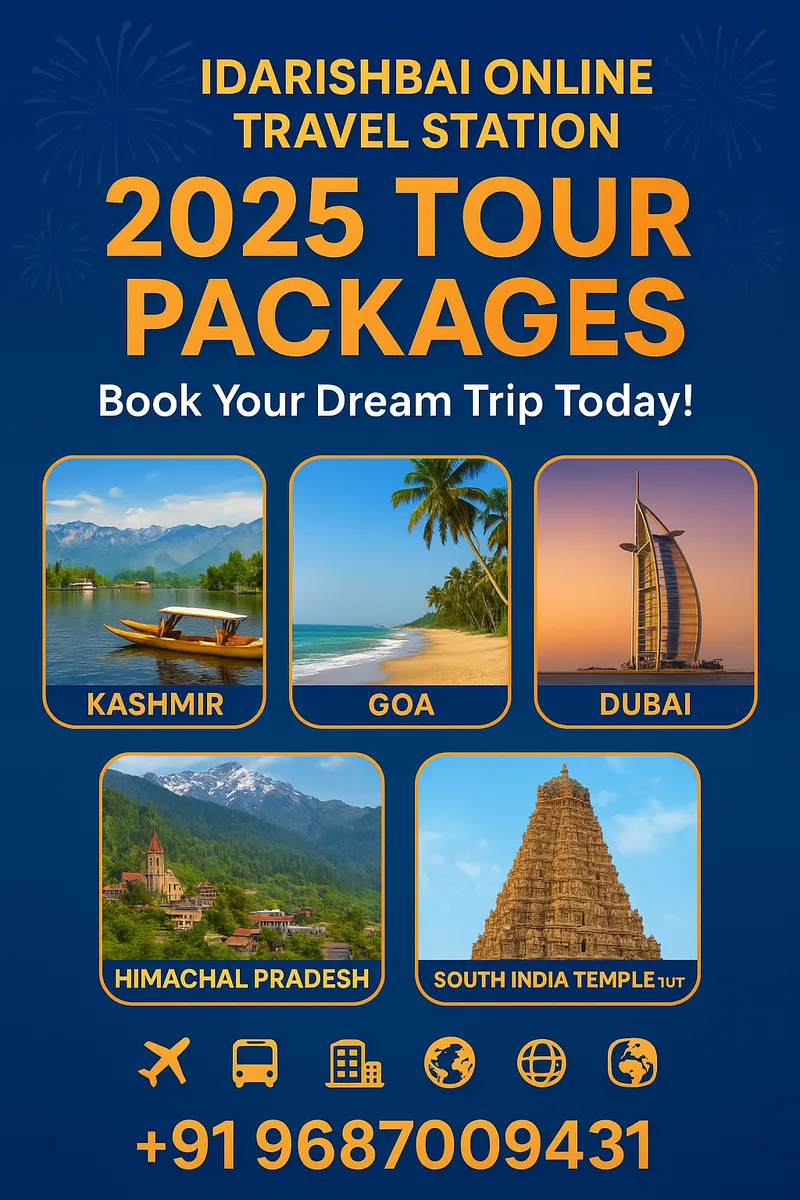 IDARISHBAI ONLINE
TRAVEL STATION
2025 TOUR
PACKAGES
Book Your Dream Trip Today!
KASHMIR
GOA
DUBAI
HIMACHAL PRADESH
SOUTH INDIA TEMPLE 1UT
+91 9687009431